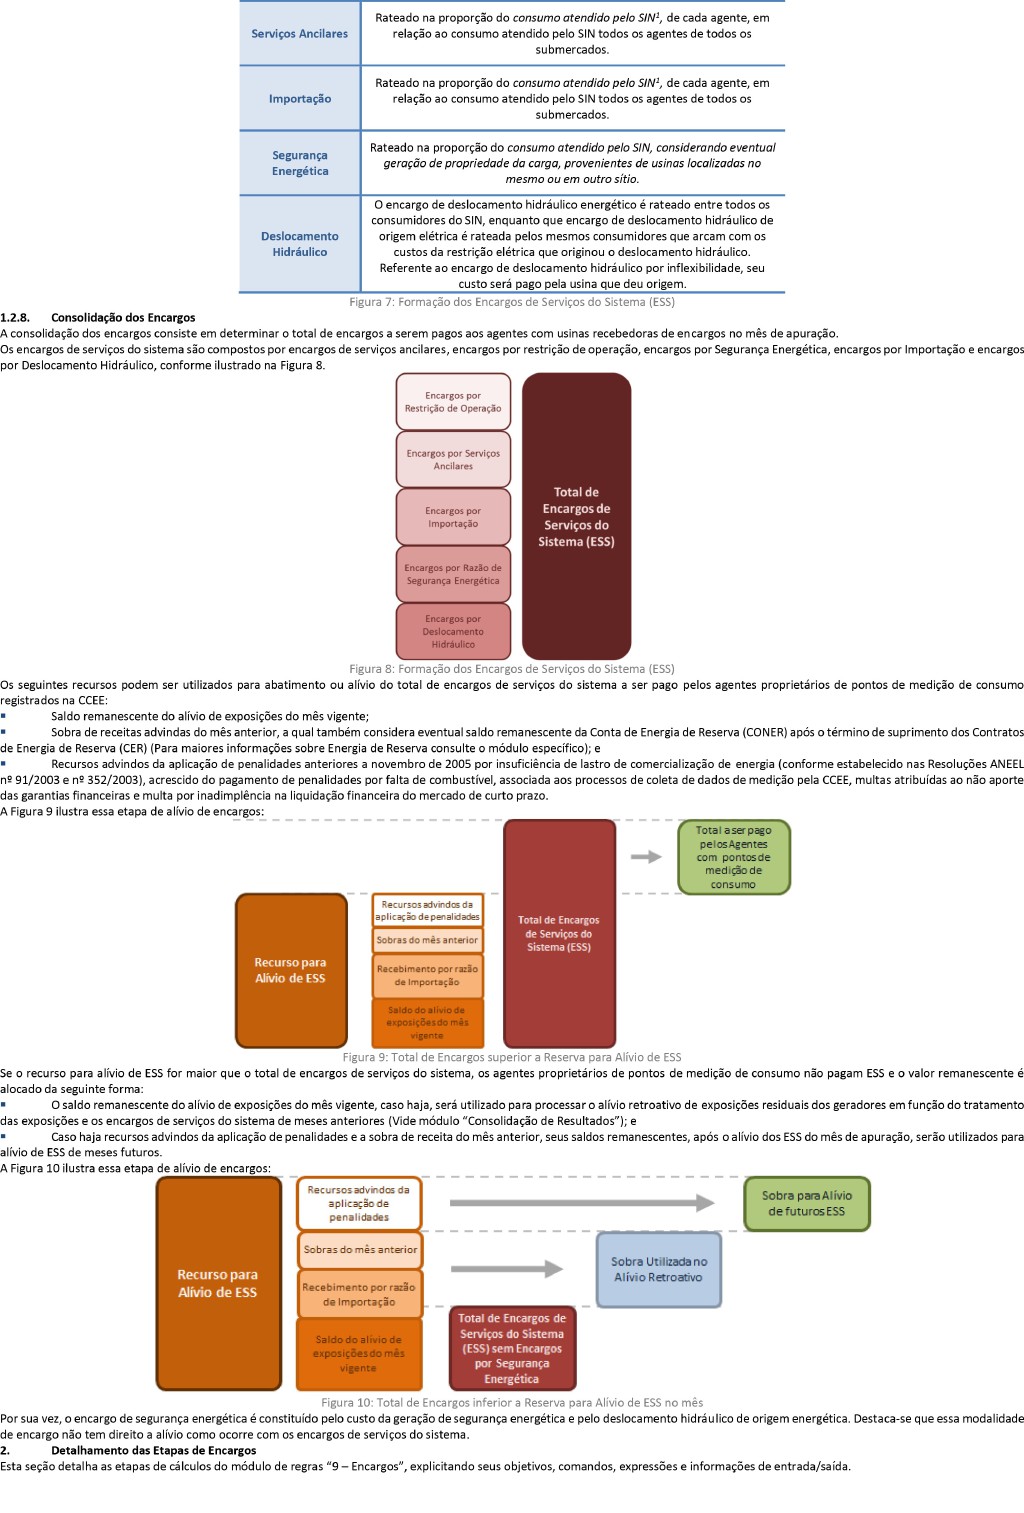 Serviços Ancilares
Rateado na proporção do consumo atendido pelo SIN¹, de cada agente, em
relação ao consumo atendido pelo SIN todos os agentes de todos os
submercados.
Importação
Rateado na proporção do consumo atendido pelo SIN¹, de cada agente, em
relação ao consumo atendido pelo SIN todos os agentes de todos os
submercados.
Segurança
Energética
Rateado na proporção do consumo atendido pelo SIN, considerando eventual
geração de propriedade da carga, provenientes de usinas localizadas no
mesmo ou em outro sítio.
Deslocamento
Hidráulico
O encargo de deslocamento hidráulico energético é rateado entre todos os
consumidores do SIN, enquanto que encargo de deslocamento hidráulico de
origem elétrica é rateada pelos mesmos consumidores que arcam com os
custos da restrição elétrica que originou o deslocamento hidráulico.
Referente ao encargo de deslocamento hidráulico por inflexibilidade, seu
custo será pago pela usina que deu origem.
Figura 7: Formação dos Encargos de Serviços do Sistema (ESS)
1.2.8. Consolidação dos Encargos
A consolidação dos encargos consiste em determinar o total de encargos a serem pagos aos agentes com usinas recebedoras de encargos no mês de apuração.
Os encargos de serviços do sistema são compostos por encargos de serviços ancilares, encargos por restrição de operação, encargos por Segurança Energética, encargos por Importação e encargos
por Deslocamento Hidráulico, conforme ilustrado na Figura 8.
Encargos por
Restrição de Operação
Encargos por Serviços
Ancilares
Encargos por
Importação
Encargos por Razão de
Segurança Energética
Encargos por
Deslocamento
Hidráulico
Total de
Encargos de
Serviços do
Sistema (ESS)
Figura 8: Formação dos Encargos de Serviços do Sistema (ESS)
Os seguintes recursos podem ser utilizados para abatimento ou alívio do total de encargos de serviços do sistema a ser pago pelos agentes proprietários de pontos de medição de consumo
registrados na CCEE:
▪ Saldo remanescente do alívio de exposições do mês vigente;
▪ Sobra de receitas advindas do mês anterior, a qual também considera eventual saldo remanescente da Conta de Energia de Reserva (CONER) após o término de suprimento dos Contratos
de Energia de Reserva (CER) (Para maiores informações sobre Energia de Reserva consulte o módulo específico); e
▪ Recursos advindos da aplicação de penalidades anteriores a novembro de 2005 por insuficiência de lastro de comercialização de energia (conforme estabelecido nas Resoluções ANEEL
nº 91/2003 e nº 352/2003), acrescido do pagamento de penalidades por falta de combustível, associada aos processos de coleta de dados de medição pela CCEE, multas atribuídas ao não aporte
das garantias financeiras e multa por inadimplência na liquidação financeira do mercado de curto prazo.
A Figura 9 ilustra essa etapa de alívio de encargos:
Recurso para
Alívio de ESS
Recursos advindos da
aplicação de penalidades
Sobras do mês anterior
Recebimento por razão
de Importação
Saldo do alívio de
exposições do mês
vigente
Total de Encargos
de Serviços do
Sistema (ESS)
Total a ser pago
pelos Agentes
com pontos de
medição de
consumo
Figura 9: Total de Encargos superior a Reserva para Alívio de ESS
Se o recurso para alívio de ESS for maior que o total de encargos de serviços do sistema, os agentes proprietários de pontos de medição de consumo não pagam ESS e o valor remanescente é
alocado da seguinte forma:
▪ O saldo remanescente do alívio de exposições do mês vigente, caso haja, será utilizado para processar o alívio retroativo de exposições residuais dos geradores em função do tratamento
das exposições e os encargos de serviços do sistema de meses anteriores (Vide módulo “Consolidação de Resultados”); e
▪ Caso haja recursos advindos da aplicação de penalidades e a sobra de receita do mês anterior, seus saldos remanescentes, após o alívio dos ESS do mês de apuração, serão utilizados para
alívio de ESS de meses futuros.
A Figura 10 ilustra essa etapa de alívio de encargos:
Recurso para
Alívio de ESS
Recursos advindos da
aplicação de
penalidades
Sobras do mês anterior
Recebimento por razão
de Importação
Saldo do alívio de
exposições do mês
vigente
Total de Encargos de
Serviços do Sistema
(ESS) sem Encargos
por Segurança
Energética
Sobra Utilizada no
Alívio Retroativo
Sobra para Alívio
de futuros ESS
Figura 10: Total de Encargos inferior a Reserva para Alívio de ESS no mês
Por sua vez, o encargo de segurança energética é constituído pelo custo da geração de segurança energética e pelo deslocamento hidráulico de origem energética. Destaca-se que essa modalidade
de encargo não tem direito a alívio como ocorre com os encargos de serviços do sistema.
2. Detalhamento das Etapas de Encargos
Esta seção detalha as etapas de cálculos do módulo de regras “9 – Encargos”, explicitando seus objetivos, comandos, expressões e informações de entrada/saída.